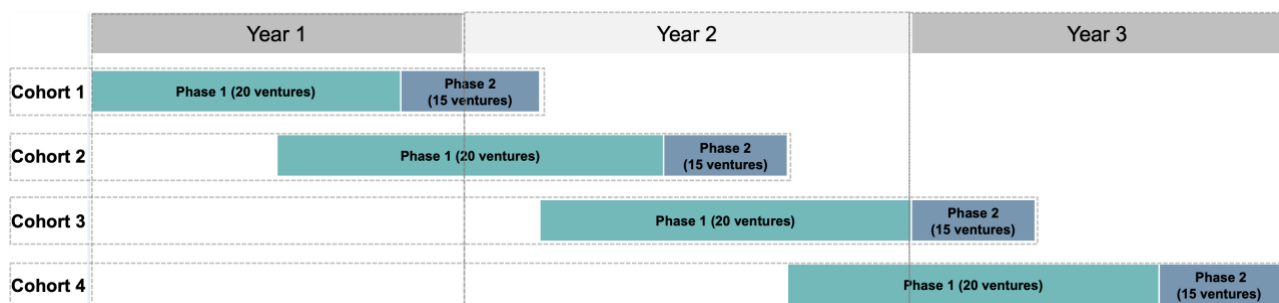 Year 1
Year 2
Year 3
Cohort 1
Phase 1 (20 ventures)
Phase 2
(15 ventures)
Cohort 2
Phase 1 (20 ventures)
Phase 2
(15 ventures)
Cohort 3
Phase 1 (20 ventures)
Phase 2
(15 ventures)
Cohort 4
Phase 1 (20 ventures)
Phase 2
(15 ventures)